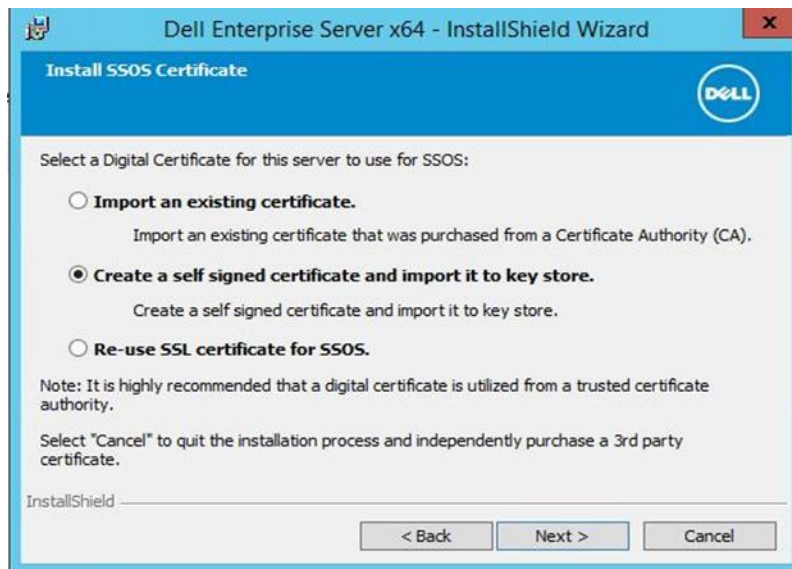 Dell Enterprise Server x64 - InstallShield Wizard
x
Install SSOS Certificate
DELL
Select a Digital Certificate for this server to use for SSOS:
Import an existing certificate.
Import an existing certificate that was purchased from a Certificate Authority (CA).
Create a self signed certificate and import it to key store.
Create a self signed certificate and import it to key store.
Re-use SSL certificate for SSOS.
Note: It is highly recommended that a digital certificate is utilized from a trusted certificate
authority.
Select "Cancel" to quit the installation process and independently purchase a 3rd party
certificate.
InstallShield
< Back
Next >
Cancel